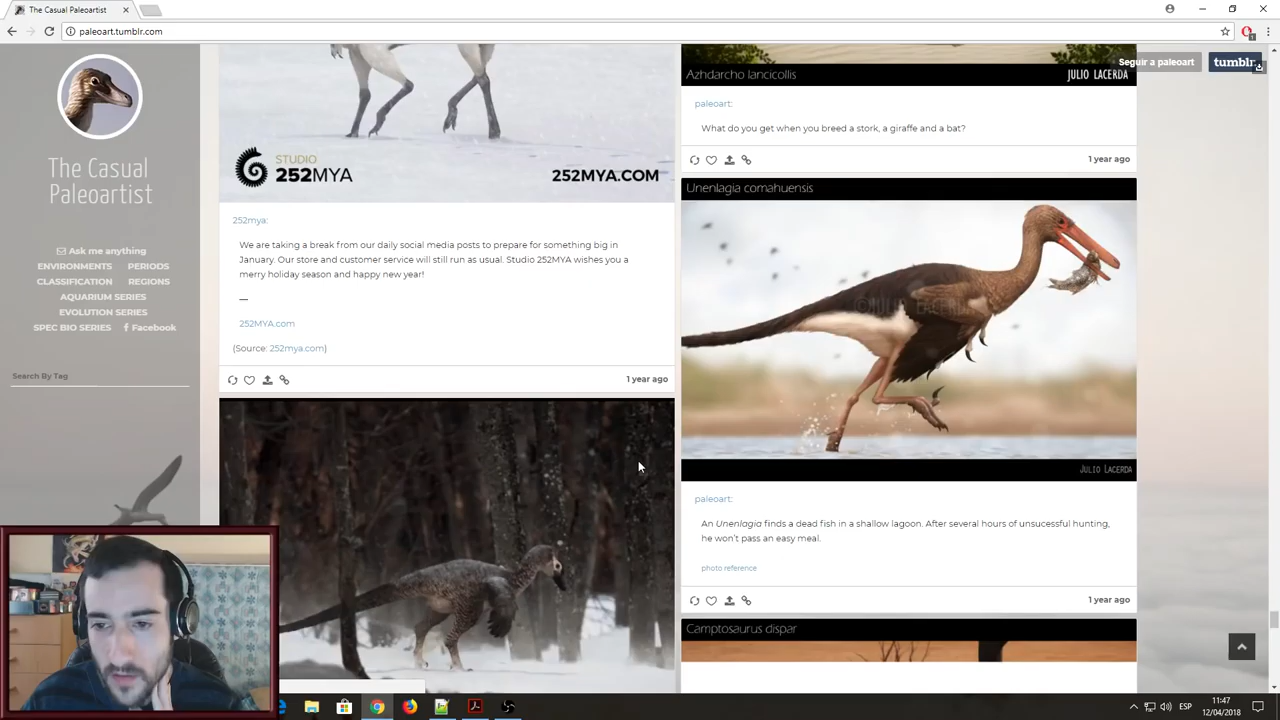 The Casual Paleoartist
paleoart.tumblr.com
Seguir a paleoart
tumblr.
The Casual
Paleoartist
Ask me anything
ENVIRONMENTS PERIODS
CLASSIFICATION REGIONS
AQUARIUM SERIES
EVOLUTION SERIES
SPEC BIO SERIES Facebook
Search By Tag
STUDIO
252MYA
252MYA.COM
252mya:
We are taking a break from our daily social media posts to prepare for something big in
January. Our store and customer service will still run as usual. Studio 252MYA wishes you a
merry holiday season and happy new year!
—
252MYA.com
(Source: 252mya.com)
1 year ago
Azhdarcho lancicollis
JULIO LACERDA
paleoart:
What do you get when you breed a stork, a giraffe and a bat?
1 year ago
Unenlagia comahuensis
©JULIO LACERDA
JULIO LACERDA
paleoart:
An Unenlagia finds a dead fish in a shallow lagoon. After several hours of unsucessful hunting,
he won't pass an easy meal.
photo reference
1 year ago
Camptosaurus dispar
ESP
11:47
12/04/2018